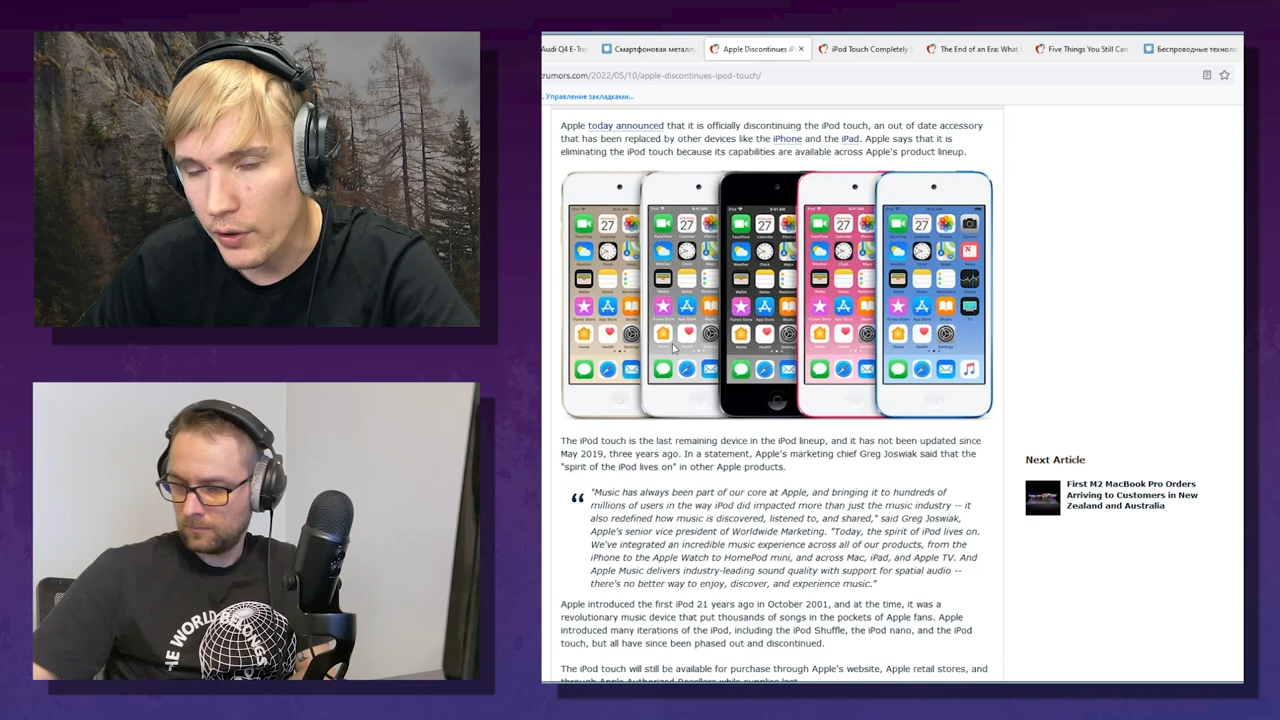 Audi Q4 E-Tro
Смартфоновая металл
Apple Discontinues iP
iPod Touch Completely S
The End of an Era: What
Five Things You Still Can
Беспроводные технол
rumors.com/2022/05/10/apple-discontinues-ipod-touch/
Управление закладками...
Apple today announced that it is officially discontinuing the iPod touch, an out of date accessory
that has been replaced by other devices like the iPhone and the iPad. Apple says that it is
eliminating the iPod touch because its capabilities are available across Apple's product lineup.
The iPod touch is the last remaining device in the iPod lineup, and it has not been updated since
May 2019, three years ago. In a statement, Apple's marketing chief Greg Joswiak said that the
"spirit of the iPod lives on" in other Apple products.
"Music has always been part of our core at Apple, and bringing it to hundreds of
millions of users in the way iPod did impacted more than just the music industry -- it
also redefined how music is discovered, listened to, and shared," said Greg Joswiak,
Apple's senior vice president of Worldwide Marketing. "Today, the spirit of iPod lives on.
We've integrated an incredible music experience across all of our products, from the
iPhone to the Apple Watch to HomePod mini, and across Mac, iPad, and Apple TV. And
Apple Music delivers industry-leading sound quality with support for spatial audio --
there's no better way to enjoy, discover, and experience music."
Apple introduced the first iPod 21 years ago in October 2001, and at the time, it was a
revolutionary music device that put thousands of songs in the pockets of Apple fans. Apple
introduced many iterations of the iPod, including the iPod Shuffle, the iPod nano, and the iPod
touch, but all have since been phased out and discontinued.
The iPod touch will still be available for purchase through Apple's website, Apple retail stores, and
through Apple Authorized Resellers while supplies last.
Next Article
First M2 MacBook Pro Orders
Arriving to Customers in New
Zealand and Australia
27
27
27
27
27
HE WORLD BELONGS